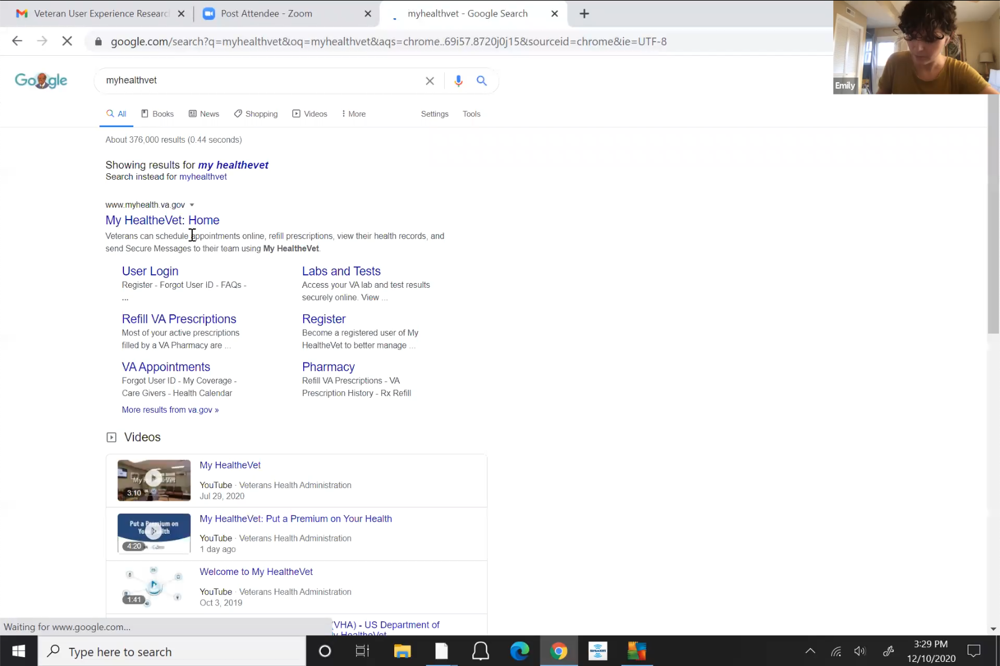 Veteran User Experience Researc
Post Attendee - Zoom
myhealthvet - Google Search
google.com/search?q=myhealthvet&oq=myhealthvet&aqs=chrome..69i57.8720j0j15&sourceid=chrome&ie=UTF-8
Emily
Google
myhealthvet
All
Books
News
Shopping
Videos
More
Settings
Tools
About 376,000 results (0.44 seconds)
Showing results for my healthevet
Search instead for myhealthvet
www.myhealth.va.gov
My HealtheVet: Home
Veterans can schedule appointments online, refill prescriptions, view their health records, and
send Secure Messages to their team using My HealtheVet.
User Login
Register - Forgot User ID - FAQs -
...
Labs and Tests
Access your VA lab and test results
securely online. View ...
Refill VA Prescriptions
Most of your active prescriptions
filled by a VA Pharmacy are ...
Register
Become a registered user of My
HealtheVet to better manage ...
VA Appointments
Forgot User ID - My Coverage -
Care Givers - Health Calendar
Pharmacy
Refill VA Prescriptions - VA
Prescription History - Rx Refill
More results from va.gov »
Videos
My HealtheVet
3:10
My HealtheVet
YouTube · Veterans Health Administration
Jul 29, 2020
Put a Premium on
Your Health
4:20
My HealtheVet: Put a Premium on Your Health
YouTube · Veterans Health Administration
1 day ago
1:41
Welcome to My HealtheVet
YouTube · Veterans Health Administration
Oct 3, 2019
(VHA) - US Department of
My HealtheVet
Waiting for www.google.com...
Type here to search
SiriusXM
3:29 PM
12/10/2020